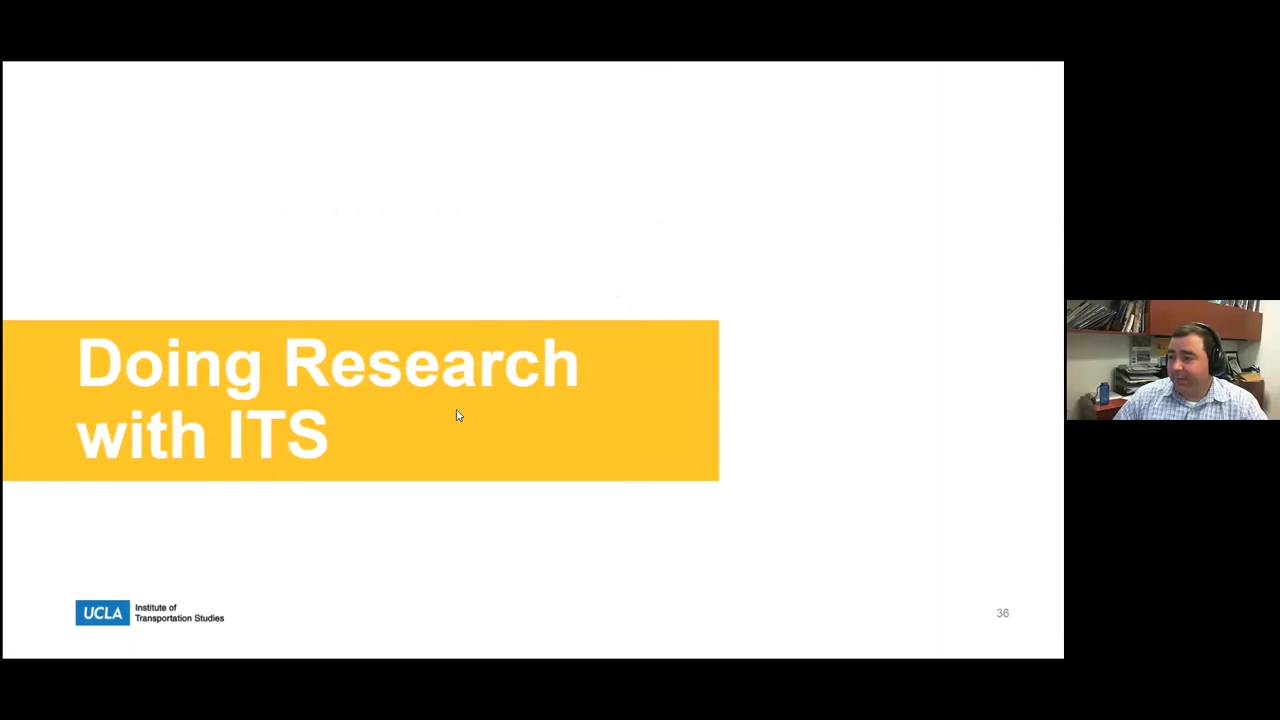 Doing Research
with ITS
UCLA
Institute of
Transportation Studies
36